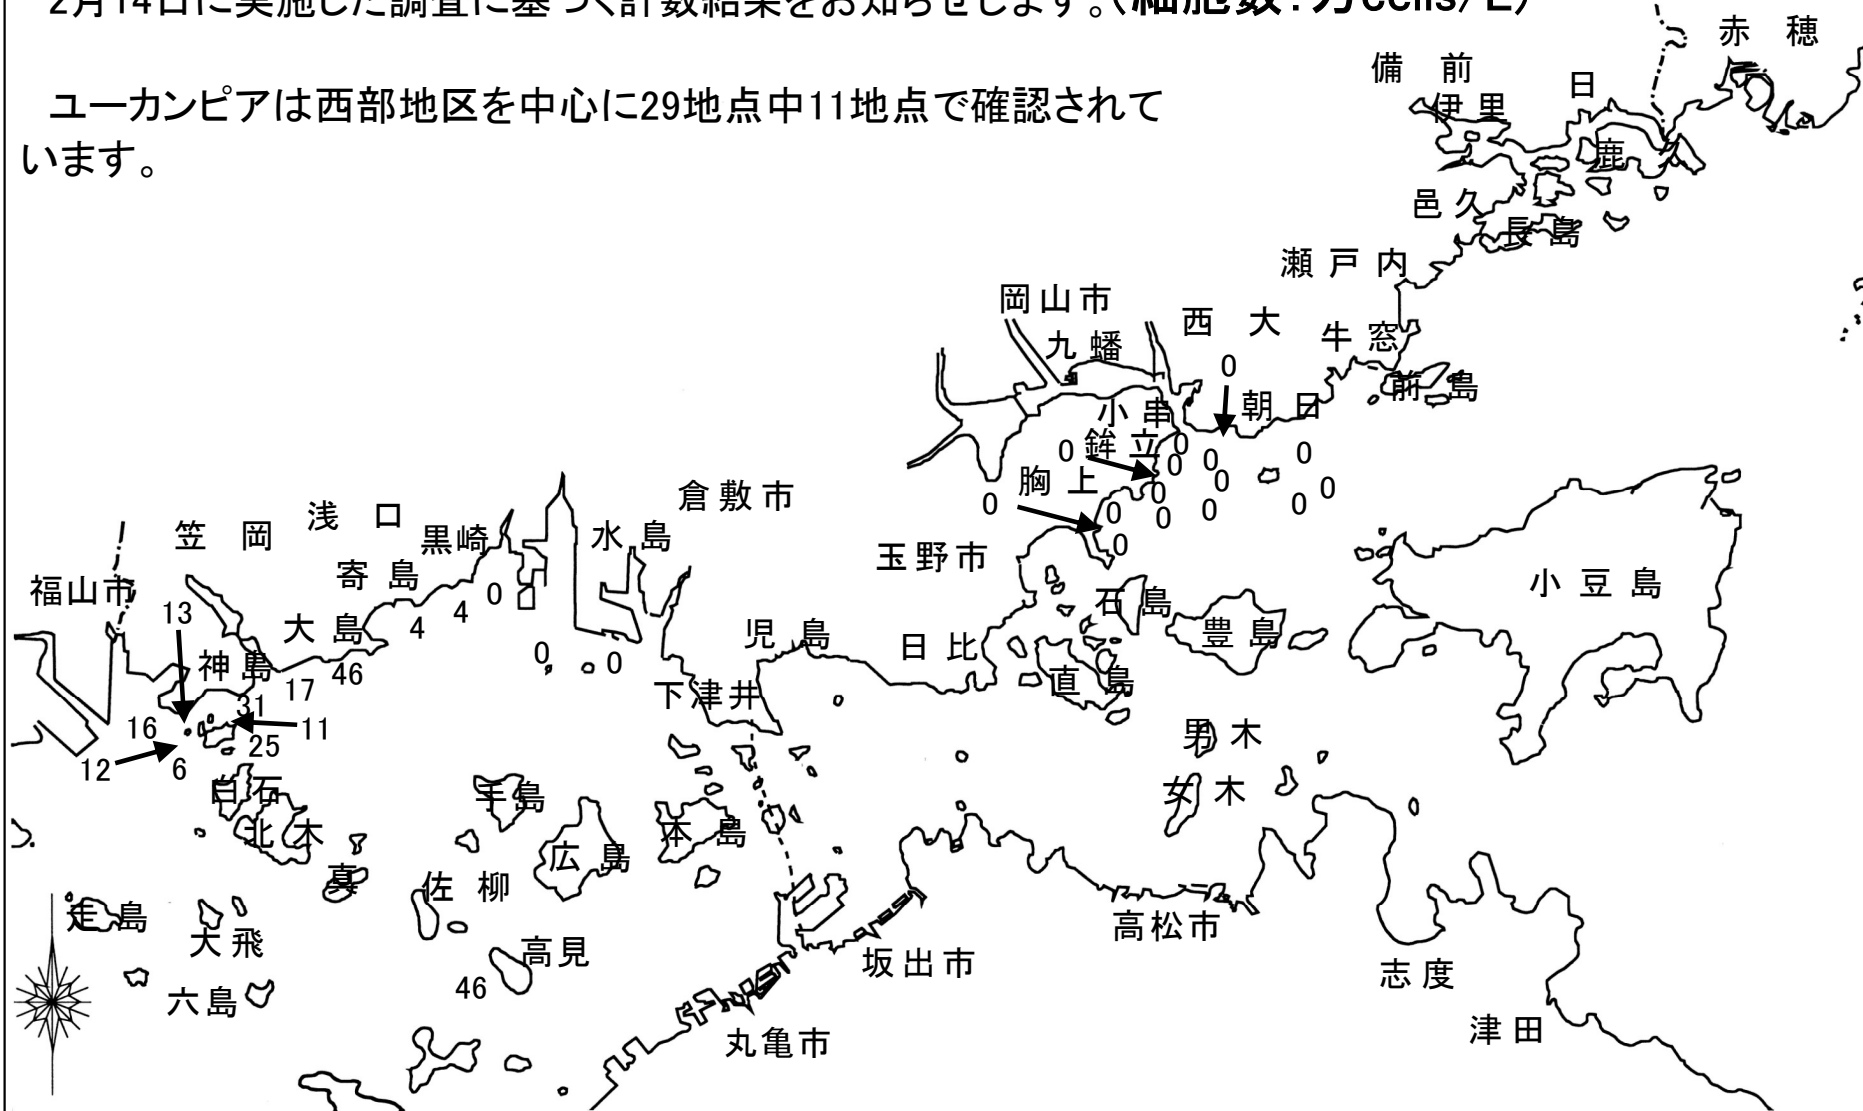 2月14日に実施した調査に基づく計数結果をお知らせします。(細胞数:万cells/L)
ユーカンピアは西部地区を中心に29地点中11地点で確認されて
います。
赤 穂
備 前
日
伊 里
鹿 久
邑 久
長 島
瀬 戸 内
岡山市
西 大
牛 窓
九 蟠
0
前 島
朝 日
小 串
0 鉾 立 0
0 0 0
胸 上
0
0 0 0
0 0
0 0 0
0
倉敷市
浅 口
笠 岡
黒崎
水 島
玉野市
寄 島
小 豆 島
福山市
0
石 島
13
4
4
大 島
豊 島
児 島
日 比
0
0
神 島
46
17
直 島
下津井
31
16
11
男 木
25
12
6
白 石
手 島
女 木
北 木
本 島
広 島
真
佐 柳
走 島
高松市
大 飛
高見
坂出市
志 度
46
六 島
津 田
丸亀市